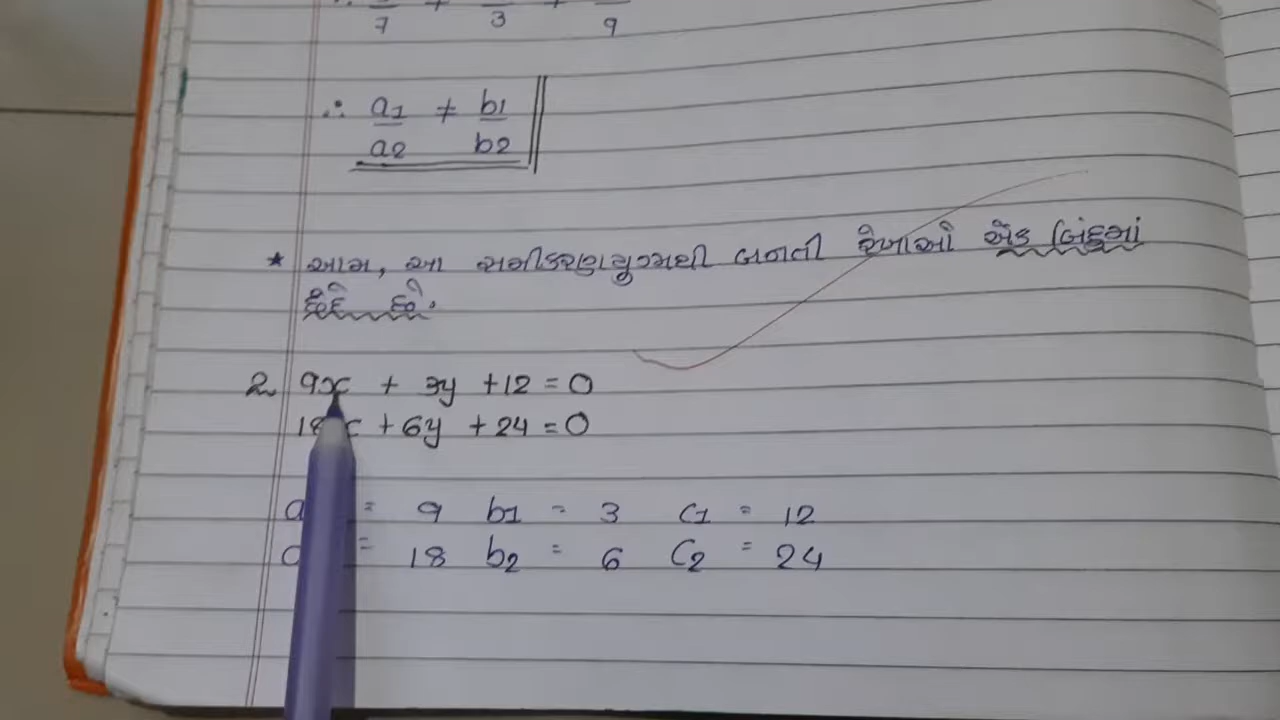 7 3 9
∴ a1 ≠ b1
a2 b2
* આમ, આ સમીકરણયુગ્મથી બનતી રેખાઓ એક બિંદુમાં
છેદે છે.
2. 9x + 3y + 12 = 0
18x + 6y + 24 = 0
= 9 b1 = 3 c1 = 12
= 18 b2 = 6 C2 = 24